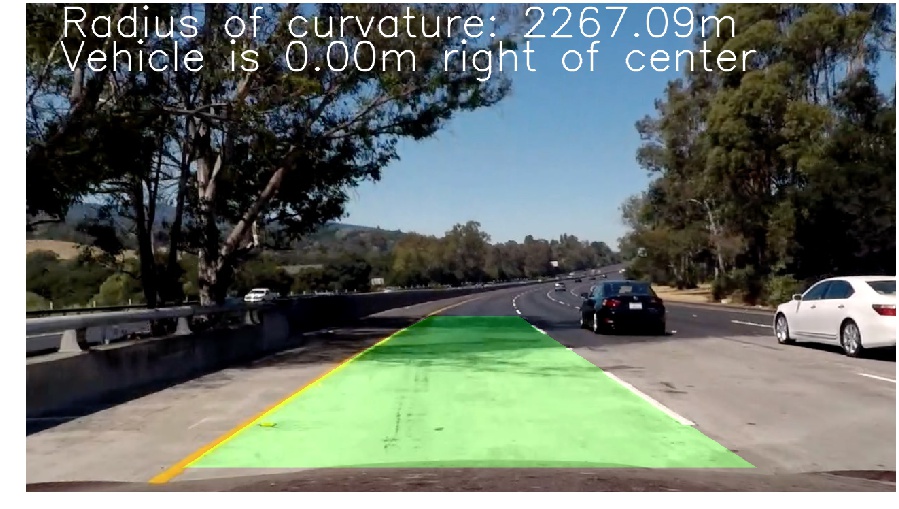 Radius of curvature: 2267.09m
Vehicle is 0.00m right of center